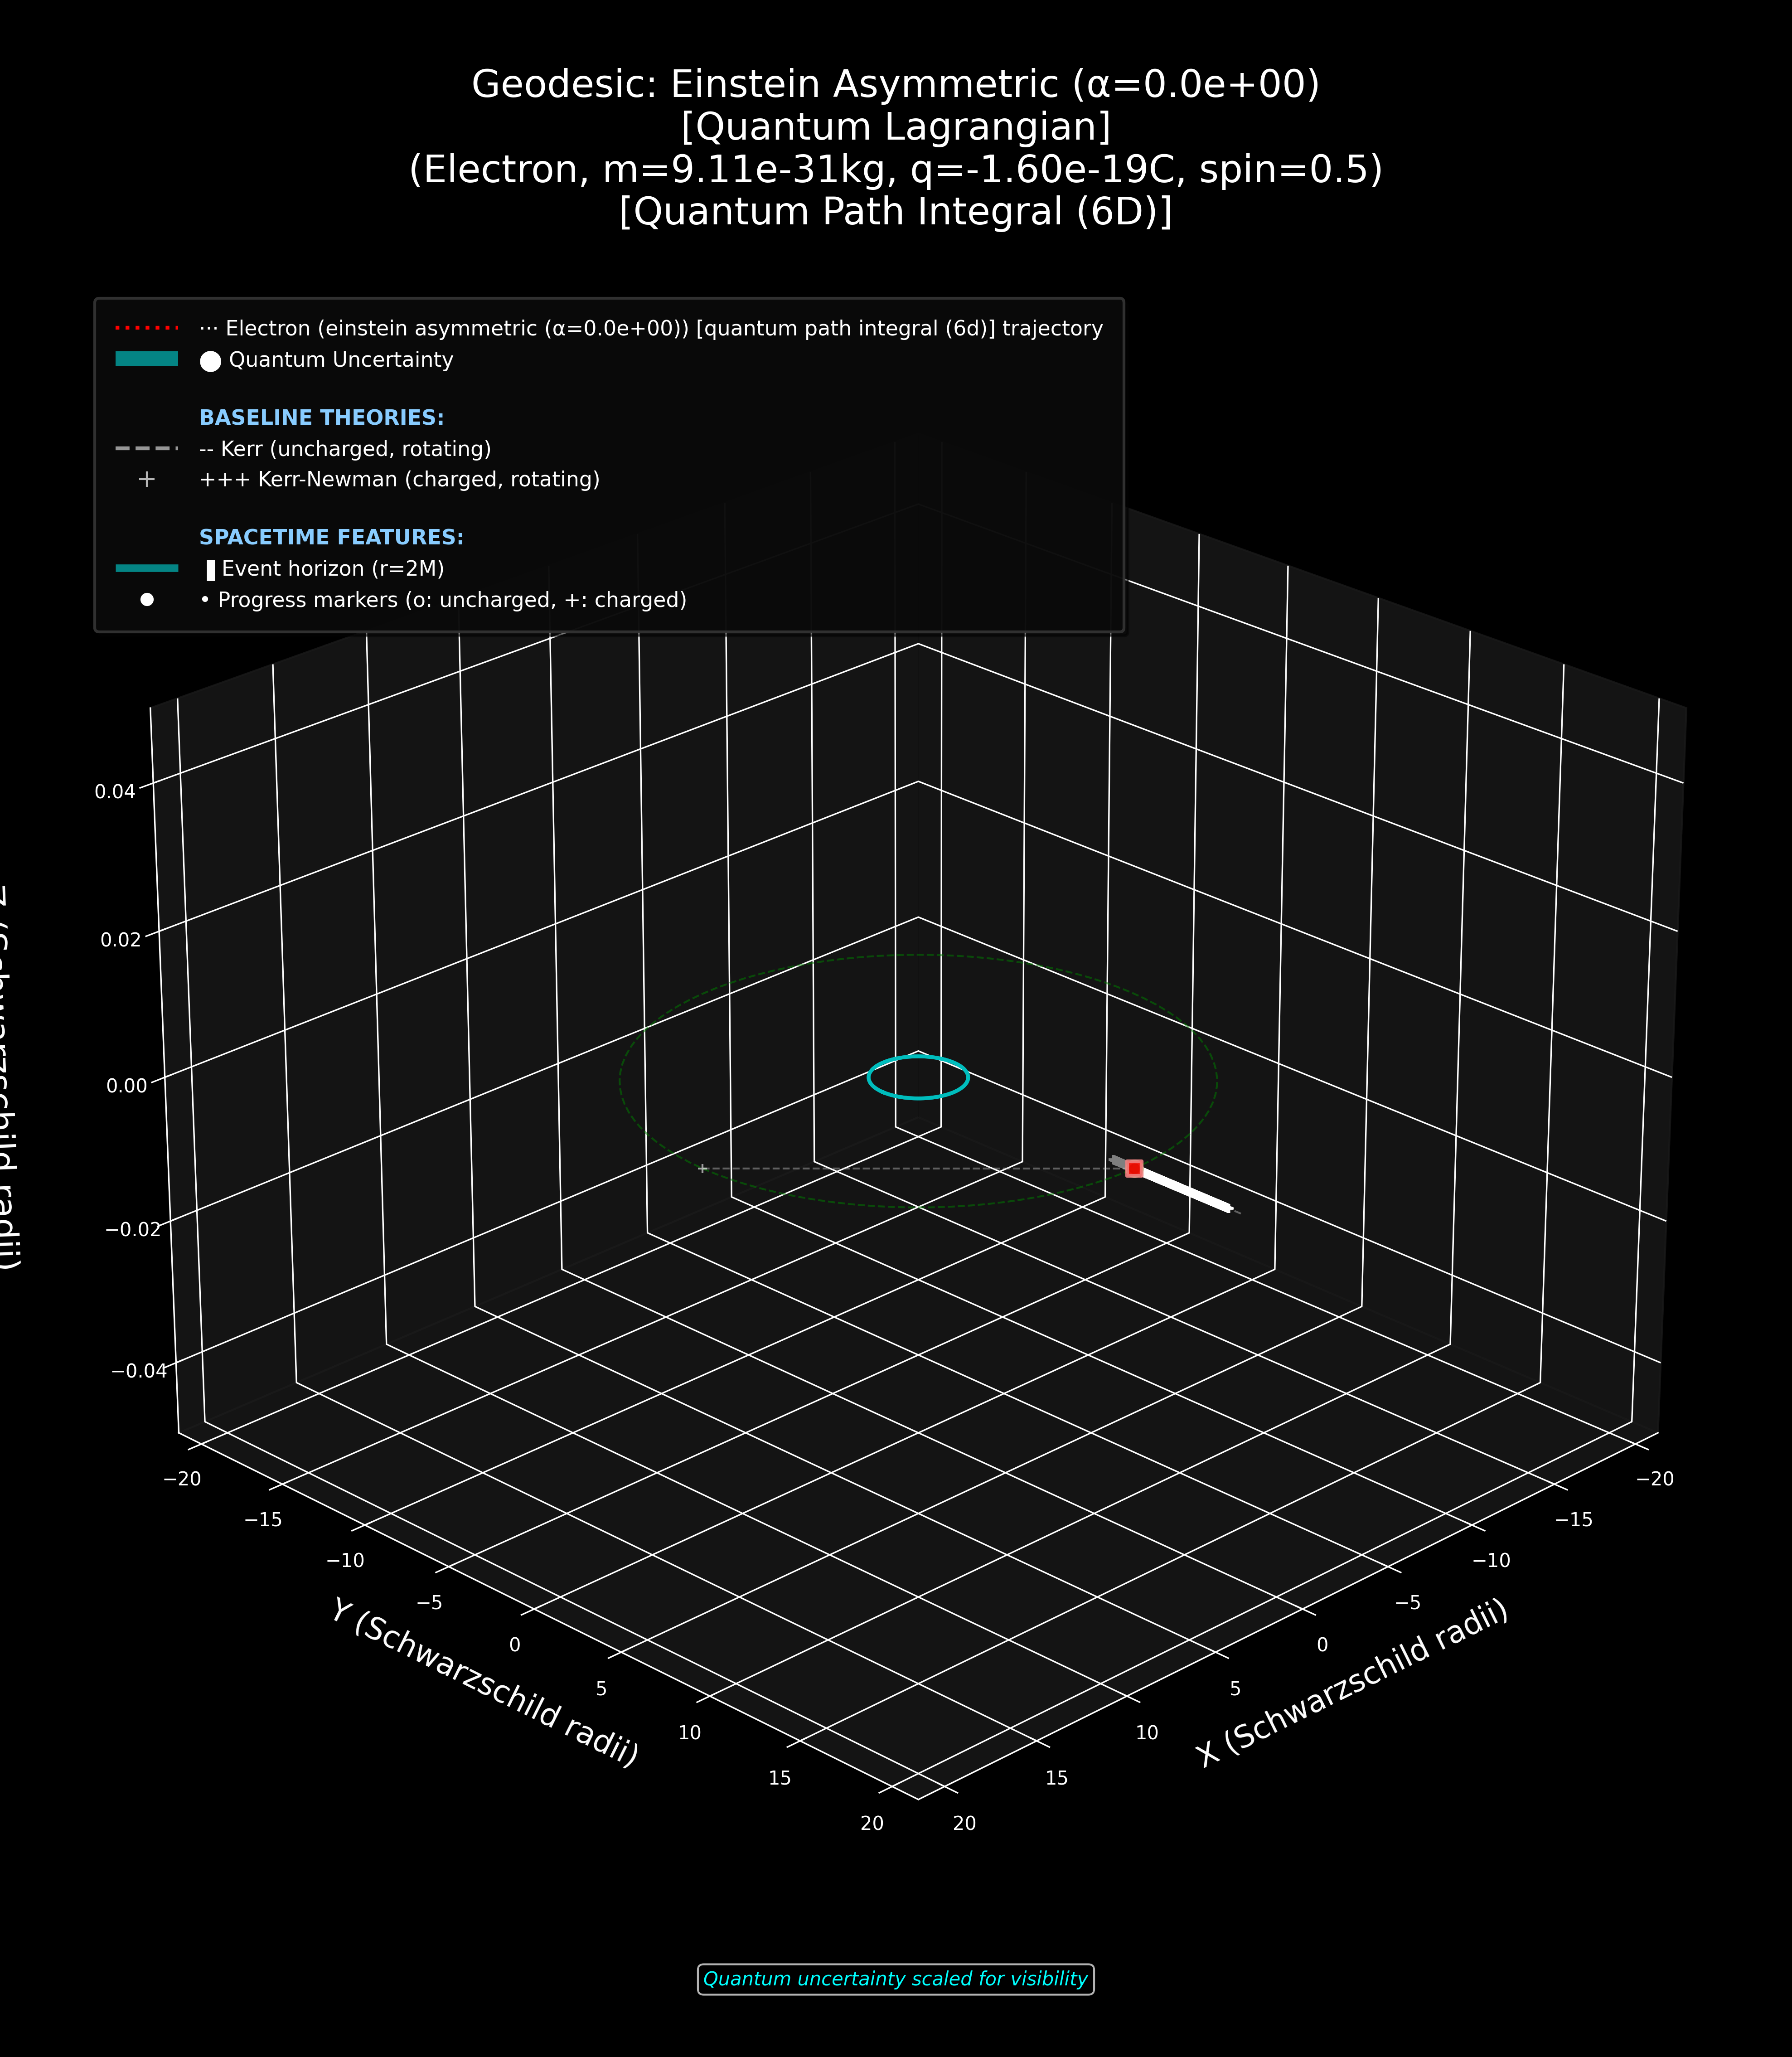 Geodesic: Einstein Asymmetric (α=0.0e+00)
[Quantum Lagrangian]
(Electron, m=9.11e-31kg, q=-1.60e-19C, spin=0.5)
[Quantum Path Integral (6D)]
··· Electron (einstein asymmetric (α=0.0e+00)) [quantum path integral (6d)] trajectory
● Quantum Uncertainty
BASELINE THEORIES:
-- Kerr (uncharged, rotating)
+++ Kerr-Newman (charged, rotating)
SPACETIME FEATURES:
▐ Event horizon (r=2M)
• Progress markers (o: uncharged, +: charged)
0.04
0.02
0.00
−0.02
−0.04
Z (Schwarzschild radii)
−20
−15
−10
−5
0
5
10
15
20
Y (Schwarzschild radii)
20
15
10
5
0
−5
−10
−15
−20
X (Schwarzschild radii)
Quantum uncertainty scaled for visibility